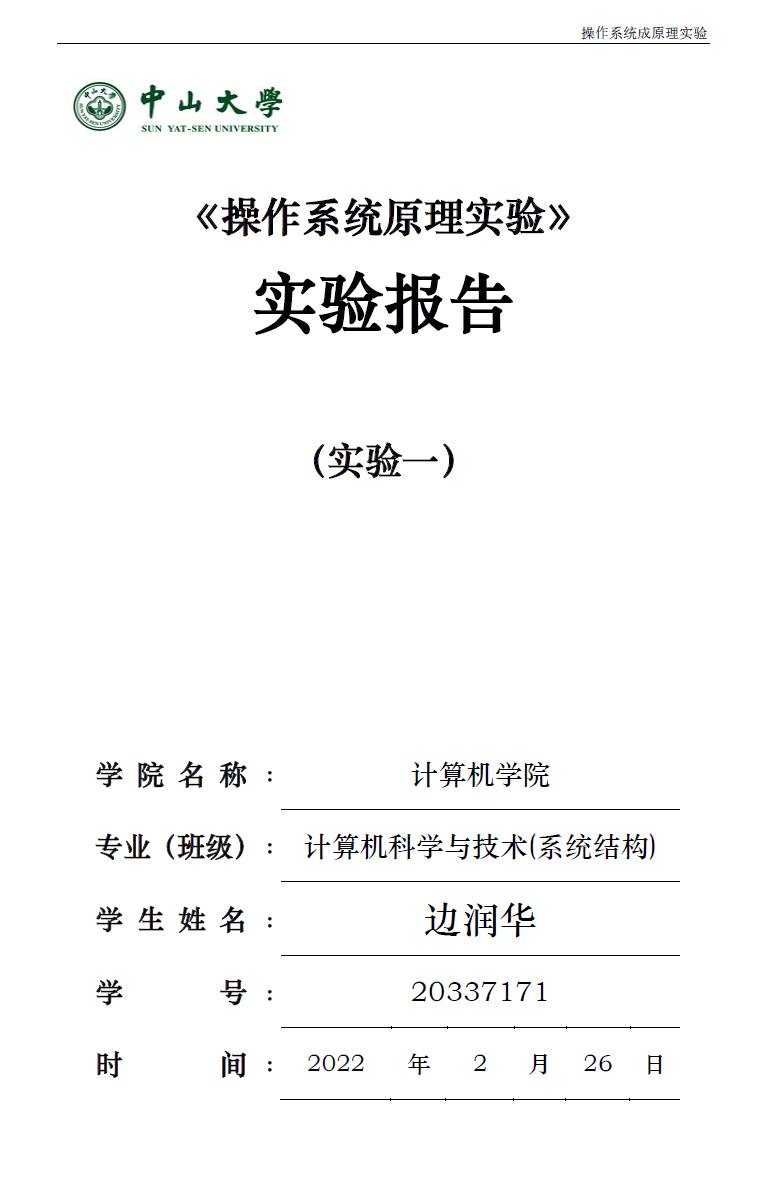 操作系统成原理实验
中山大學
SUN YAT-SEN UNIVERSITY
《操作系统原理实验》
实验报告
（实验一）
学院名称：计算机学院
专业（班级）：计算机科学与技术(系统结构)
学生姓名：边润华
学号：20337171
时间：2022 年 2 月 26 日